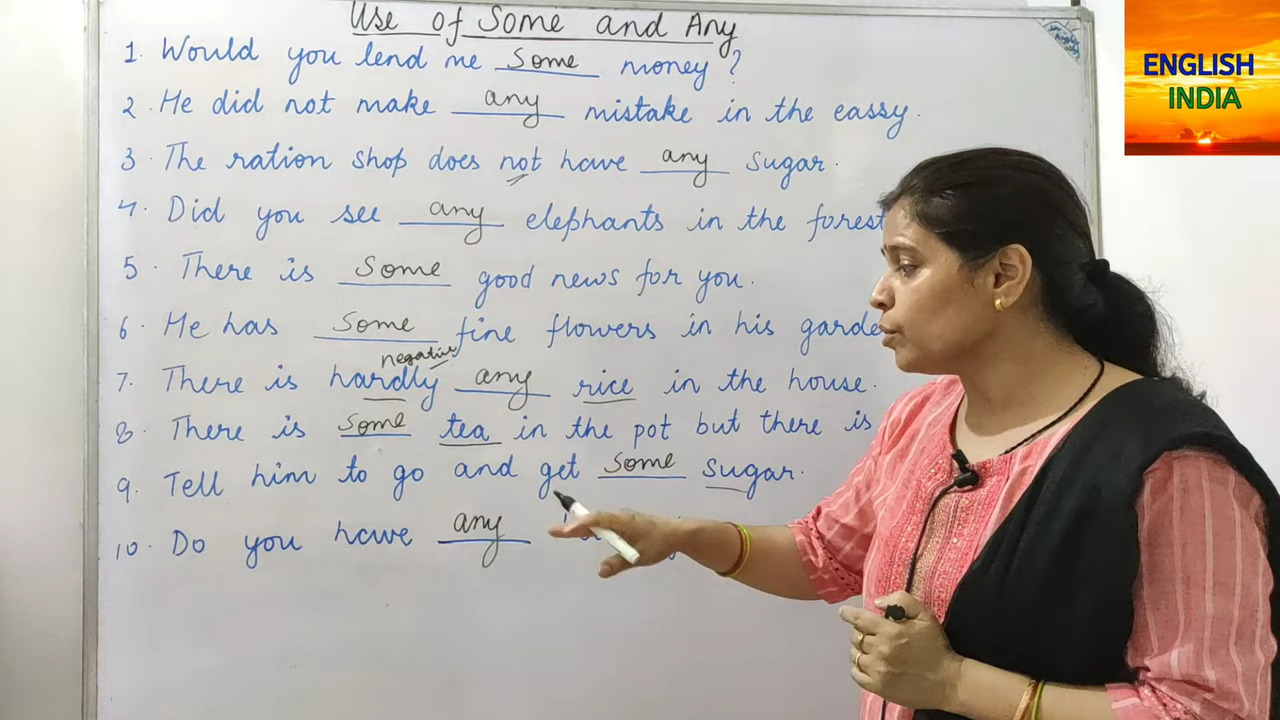 Use of Some and Any
1. Would you lend me some money?
2. He did not make any mistake in the eassy.
3. The ration shop does not have any sugar.
4. Did you see any elephants in the forest
5. There is some good news for you.
6. He has some fine flowers in his garde
negative
7. There is hardly any rice in the house.
8. There is some tea in the pot but there is
9. Tell him to go and get some sugar.
10. Do you have any
ENGLISH
INDIA